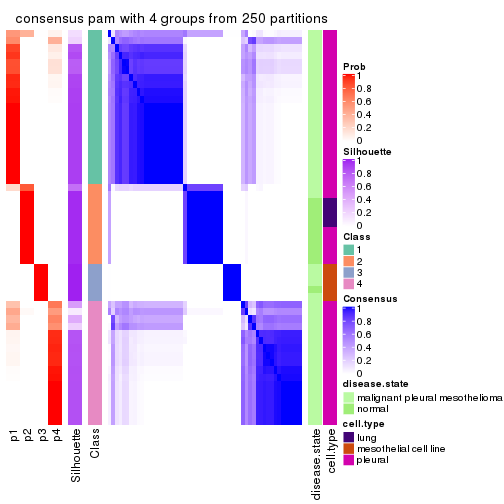 consensus pam with 4 groups from 250 partitions
Prob
1
0.8
0.6
0.4
0.2
0
Silhouette
1
0.8
0.6
0.4
0.2
0
Class
1
2
3
4
Consensus
1
0.8
0.6
0.4
0.2
0
disease.state
malignant pleural mesothelioma
normal
cell.type
lung
mesothelial cell line
pleural
p1
p2
p3
p4
Silhouette
Class
disease.state
cell.type